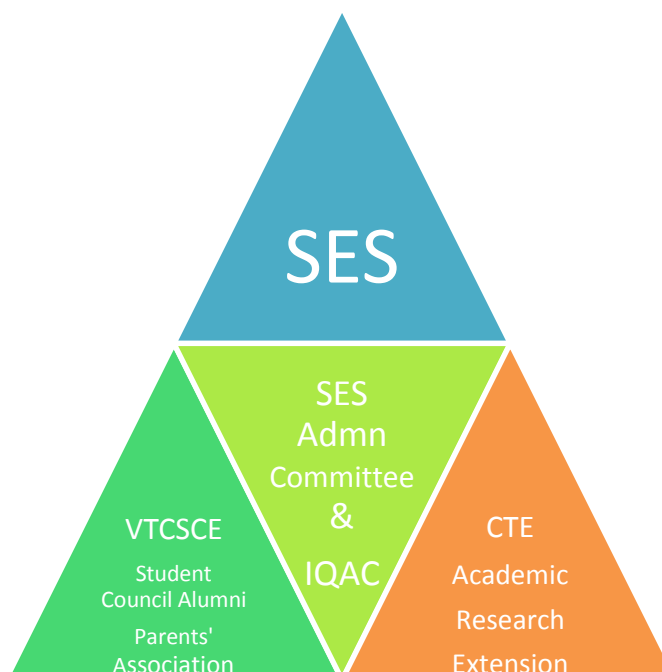 SES
SES
Admn
Committee
&
IQAC
VTCSCE
Student
Council Alumni
Parents'
Association
CTE
Academic
Research
Extension